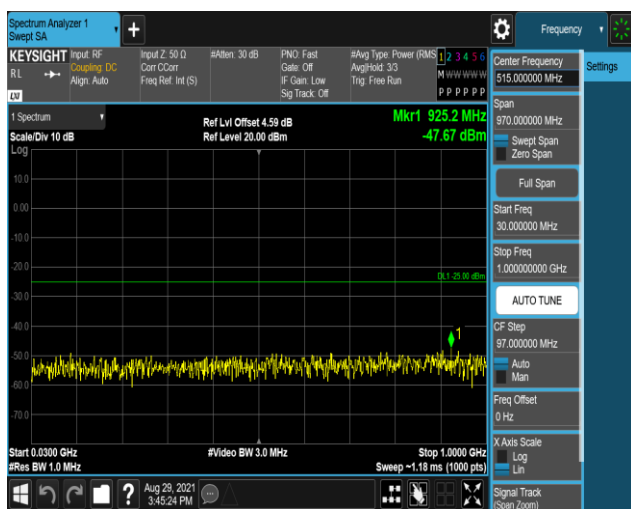 Spectrum Analyzer 1
Swept SA
+
Frequency
KEYSIGHT
RL
Input: RF
Coupling: DC
Align: Auto
Input Z: 50 Ω
Corr CCorr
Freq Ref: Int (S)
#Atten: 30 dB
PNO: Fast
Gate: Off
IF Gain: Low
Sig Track: Off
#Avg Type: Power (RMS
Avg|Hold: 3/3
Trig: Free Run
1 2 3 4 5 6
M W W W W W
P P P P P P
LXI
1 Spectrum
Scale/Div 10 dB
Log
Ref Lvl Offset 4.59 dB
Ref Level 20.00 dBm
Mkr1 925.2 MHz
-47.67 dBm
10.0
0.00
-10.0
-20.0
DL1 -25.00 dBm
-30.0
-40.0
1
-50.0
-60.0
-70.0
Start 0.0300 GHz
#Res BW 1.0 MHz
#Video BW 3.0 MHz
Stop 1.0000 GHz
Sweep ~1.18 ms (1000 pts)
?
Aug 29, 2021
3:45:24 PM
Center Frequency
515.000000 MHz
Settings
Span
970.000000 MHz
Swept Span
Zero Span
Full Span
Start Freq
30.000000 MHz
Stop Freq
1.000000000 GHz
AUTO TUNE
CF Step
97.000000 MHz
Auto
Man
Freq Offset
0 Hz
X Axis Scale
Log
Lin
Signal Track
(Span Zoom)